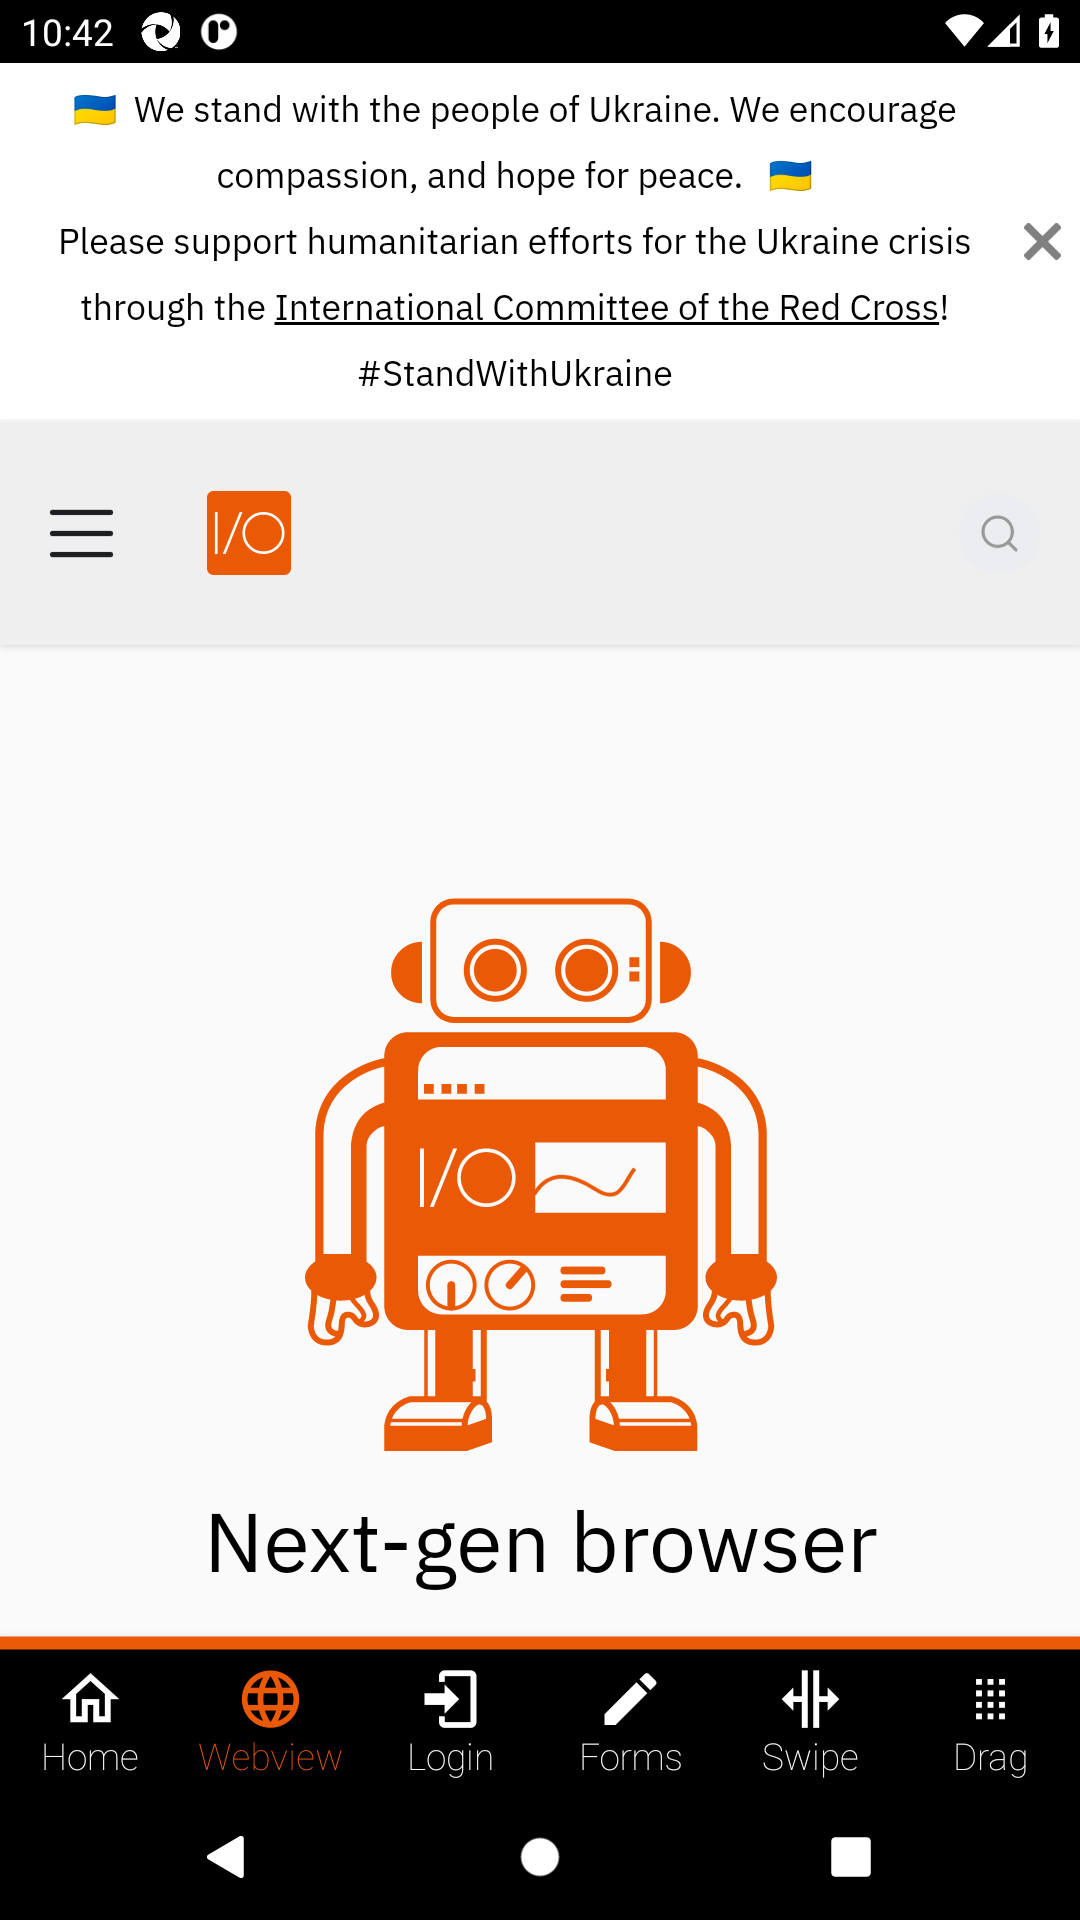 10:42
🇺🇦 We stand with the people of Ukraine. We encourage
compassion, and hope for peace. 🇺🇦
Please support humanitarian efforts for the Ukraine crisis
through the International Committee of the Red Cross!
#StandWithUkraine
I/O
I/O
Next-gen browser
Home
Webview
Login
Forms
Swipe
Drag